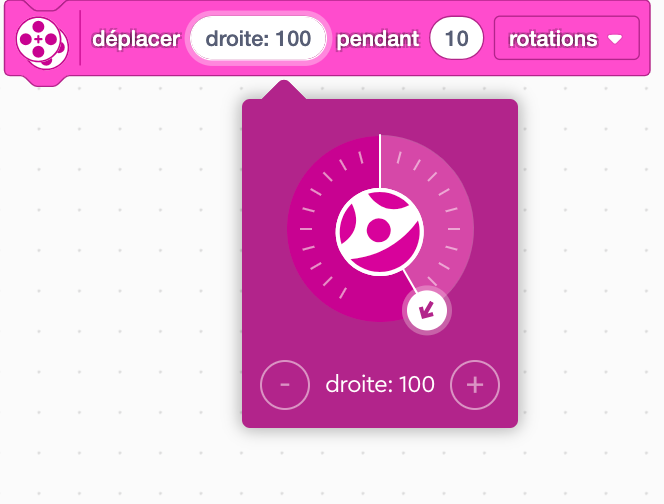 déplacer droite: 100 pendant 10 rotations
- droite: 100 +